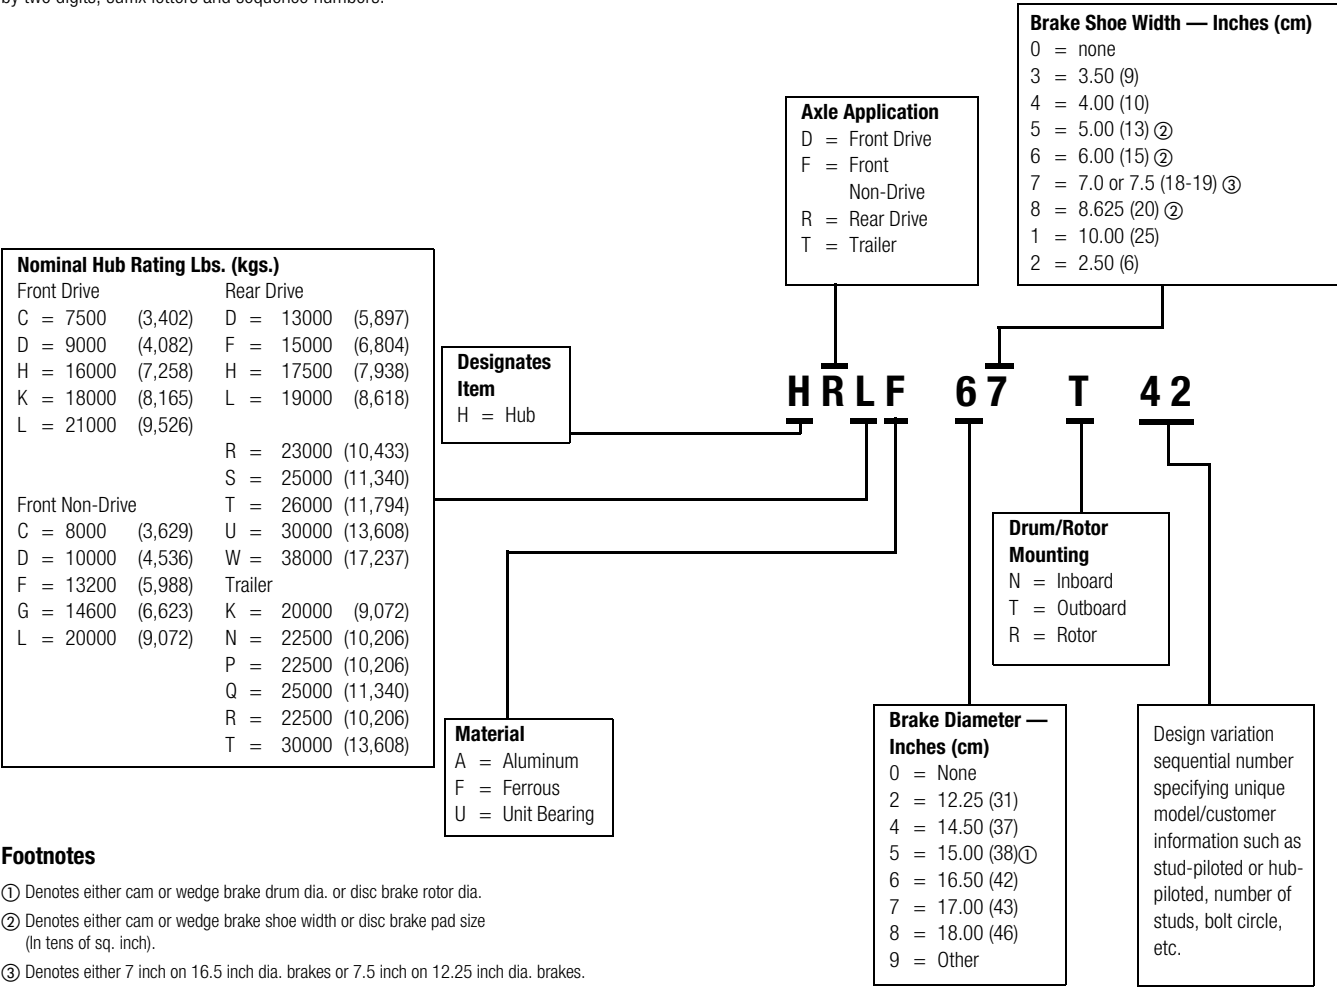 by two digits, suffix letters and sequence numbers.
Brake Shoe Width — Inches (cm)
0 = none
3 = 3.50 (9)
4 = 4.00 (10)
5 = 5.00 (13) ②
6 = 6.00 (15) ②
7 = 7.0 or 7.5 (18-19) ③
8 = 8.625 (20) ②
1 = 10.00 (25)
2 = 2.50 (6)
Axle Application
D = Front Drive
F = Front
Non-Drive
R = Rear Drive
T = Trailer
Nominal Hub Rating Lbs. (kgs.)
Front Drive
C = 7500 (3,402)
D = 9000 (4,082)
H = 16000 (7,258)
K = 18000 (8,165)
L = 21000 (9,526)
Front Non-Drive
C = 8000 (3,629)
D = 10000 (4,536)
F = 13200 (5,988)
G = 14600 (6,623)
L = 20000 (9,072)
Rear Drive
D = 13000 (5,897)
F = 15000 (6,804)
H = 17500 (7,938)
L = 19000 (8,618)
R = 23000 (10,433)
S = 25000 (11,340)
T = 26000 (11,794)
U = 30000 (13,608)
W = 38000 (17,237)
Trailer
K = 20000 (9,072)
N = 22500 (10,206)
P = 22500 (10,206)
Q = 25000 (11,340)
R = 22500 (10,206)
T = 30000 (13,608)
Designates
Item
H = Hub
H R L F 6 7 T 4 2
Drum/Rotor
Mounting
N = Inboard
T = Outboard
R = Rotor
Material
A = Aluminum
F = Ferrous
U = Unit Bearing
Brake Diameter —
Inches (cm)
0 = None
2 = 12.25 (31)
4 = 14.50 (37)
5 = 15.00 (38)①
6 = 16.50 (42)
7 = 17.00 (43)
8 = 18.00 (46)
9 = Other
Design variation
sequential number
specifying unique
model/customer
information such as
stud-piloted or hub-
piloted, number of
studs, bolt circle,
etc.
Footnotes
① Denotes either cam or wedge brake drum dia. or disc brake rotor dia.
② Denotes either cam or wedge brake shoe width or disc brake pad size
(In tens of sq. inch).
③ Denotes either 7 inch on 16.5 inch dia. brakes or 7.5 inch on 12.25 inch dia. brakes.